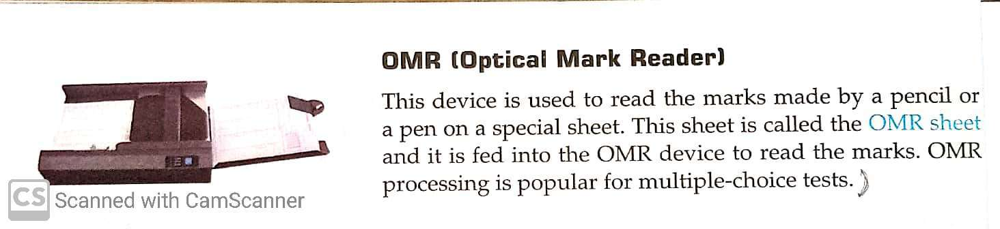 OMR (Optical Mark Reader)
This device is used to read the marks made by a pencil or
a pen on a special sheet. This sheet is called the OMR sheet
and it is fed into the OMR device to read the marks. OMR
processing is popular for multiple-choice tests.
CS Scanned with CamScanner